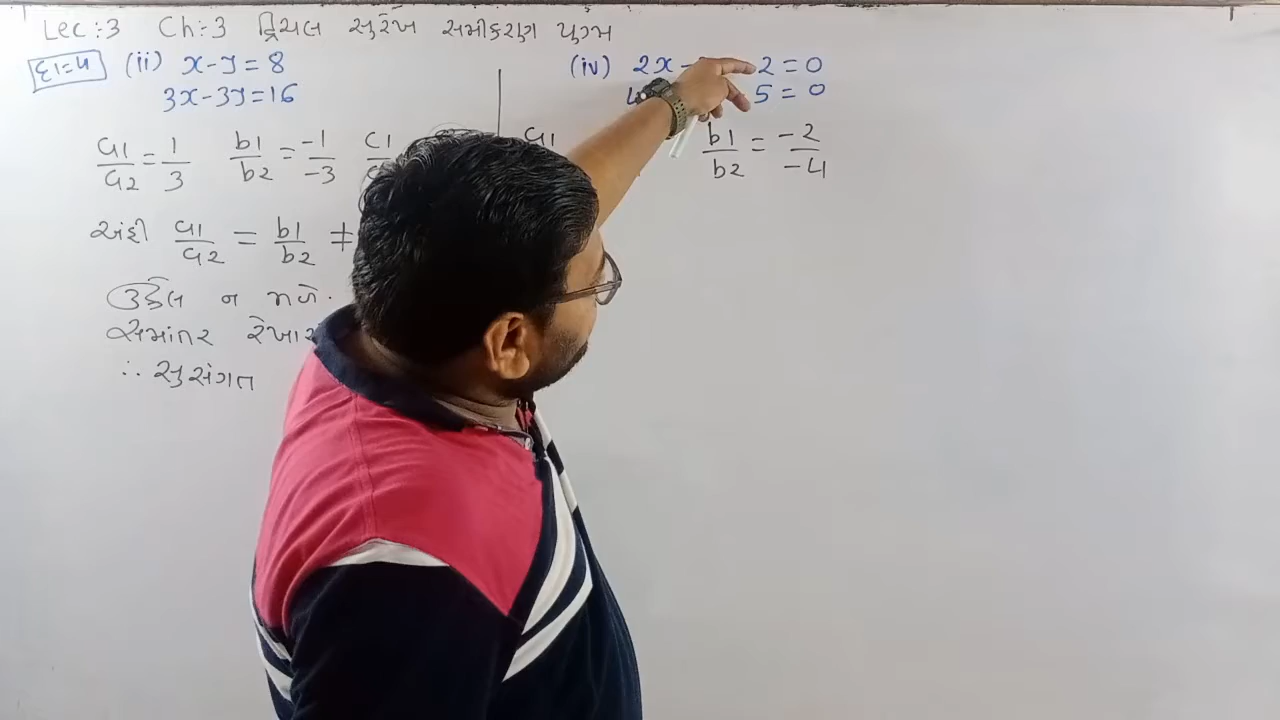 Lec :3 Ch:3 દ્વિચલ સુરેખ સમીકરણ યુગ્મ
દા=4 (ii) x-y=8
3x-3y=16
a1/a2=1/3 b1/b2=-1/-3 c1
અહીં a1/a2 = b1/b2 ≠
ઉકેલ ન મળે.
સમાંતર
∴ સુસંગત
(iv) 2x- 2=0
5=0
a1 b1/b2=-2/-4